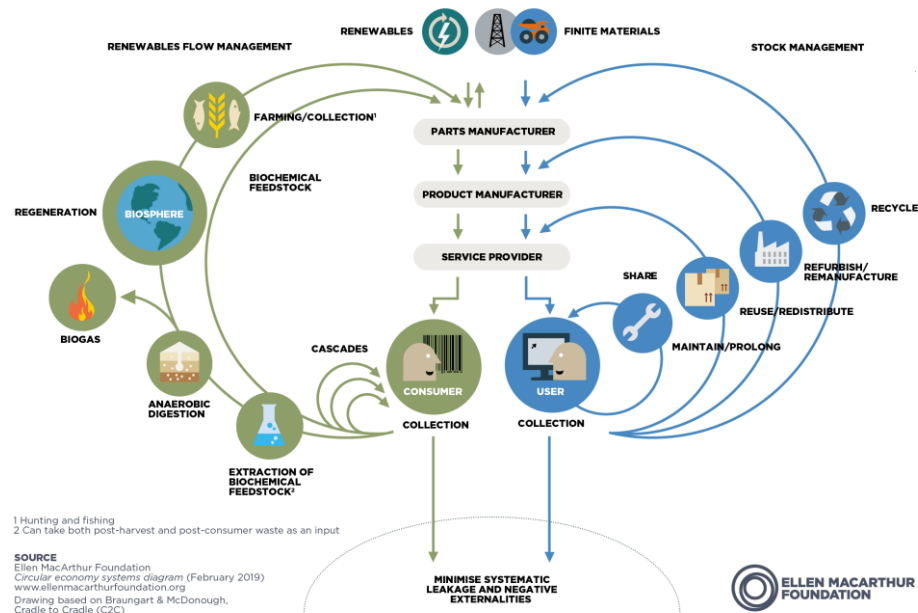 RENEWABLES
FINITE MATERIALS
RENEWABLES FLOW MANAGEMENT
STOCK MANAGEMENT
FARMING/COLLECTION¹
PARTS MANUFACTURER
BIOCHEMICAL
FEEDSTOCK
PRODUCT MANUFACTURER
REGENERATION
BIOSPHERE
RECYCLE
SERVICE PROVIDER
SHARE
REFURBISH/
REMANUFACTURE
REUSE/REDISTRIBUTE
BIOGAS
CASCADES
MAINTAIN/PROLONG
CONSUMER
USER
ANAEROBIC
DIGESTION
COLLECTION
COLLECTION
EXTRACTION OF
BIOCHEMICAL
FEEDSTOCK²
1 Hunting and fishing
2 Can take both post-harvest and post-consumer waste as an input
SOURCE
Ellen MacArthur Foundation
Circular economy systems diagram (February 2019)
www.ellenmacarthurfoundation.org
Drawing based on Braungart & McDonough,
Cradle to Cradle (C2C)
MINIMISE SYSTEMATIC
LEAKAGE AND NEGATIVE
EXTERNALITIES
ELLEN MACARTHUR
FOUNDATION